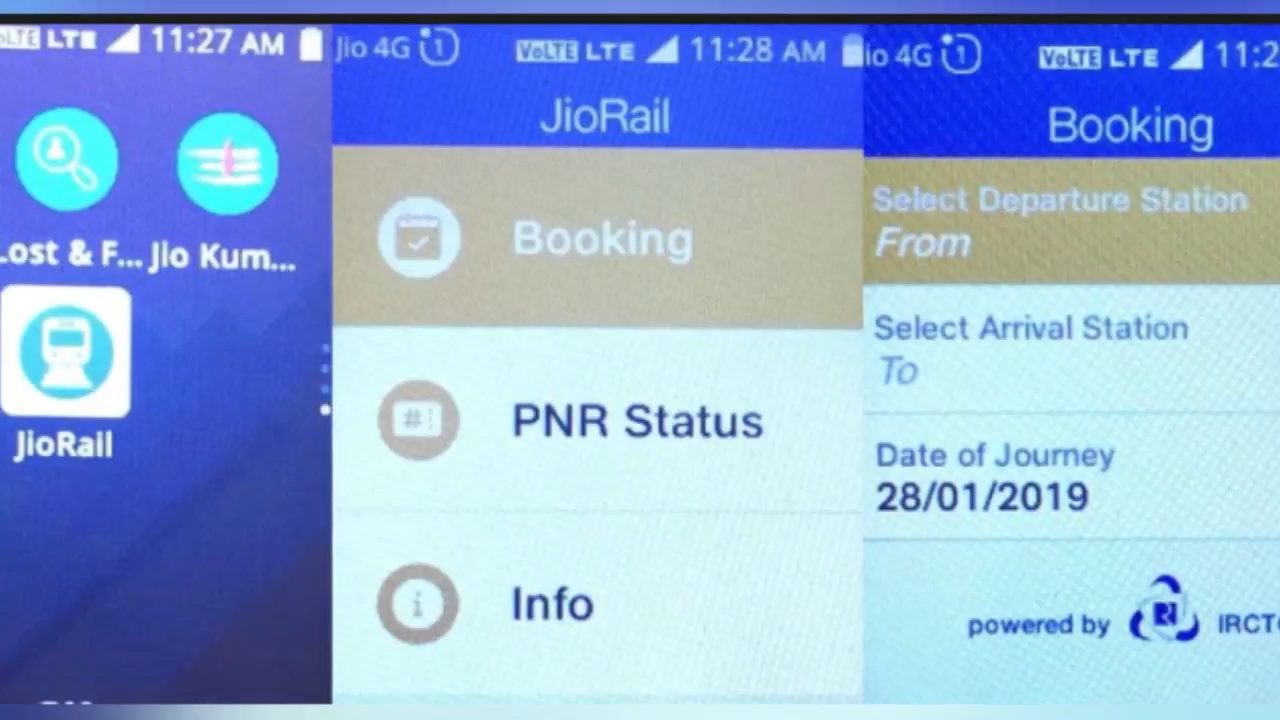 LTE 11:27 AM
Lost & F... Jio Kum...
JioRail
Jio 4G 1 VoLTE LTE 11:28 AM
JioRail
Booking
#! PNR Status
i Info
io 4G 1 VoLTE LTE 11:2
Booking
Select Departure Station
From
Select Arrival Station
To
Date of Journey
28/01/2019
powered by IRCT